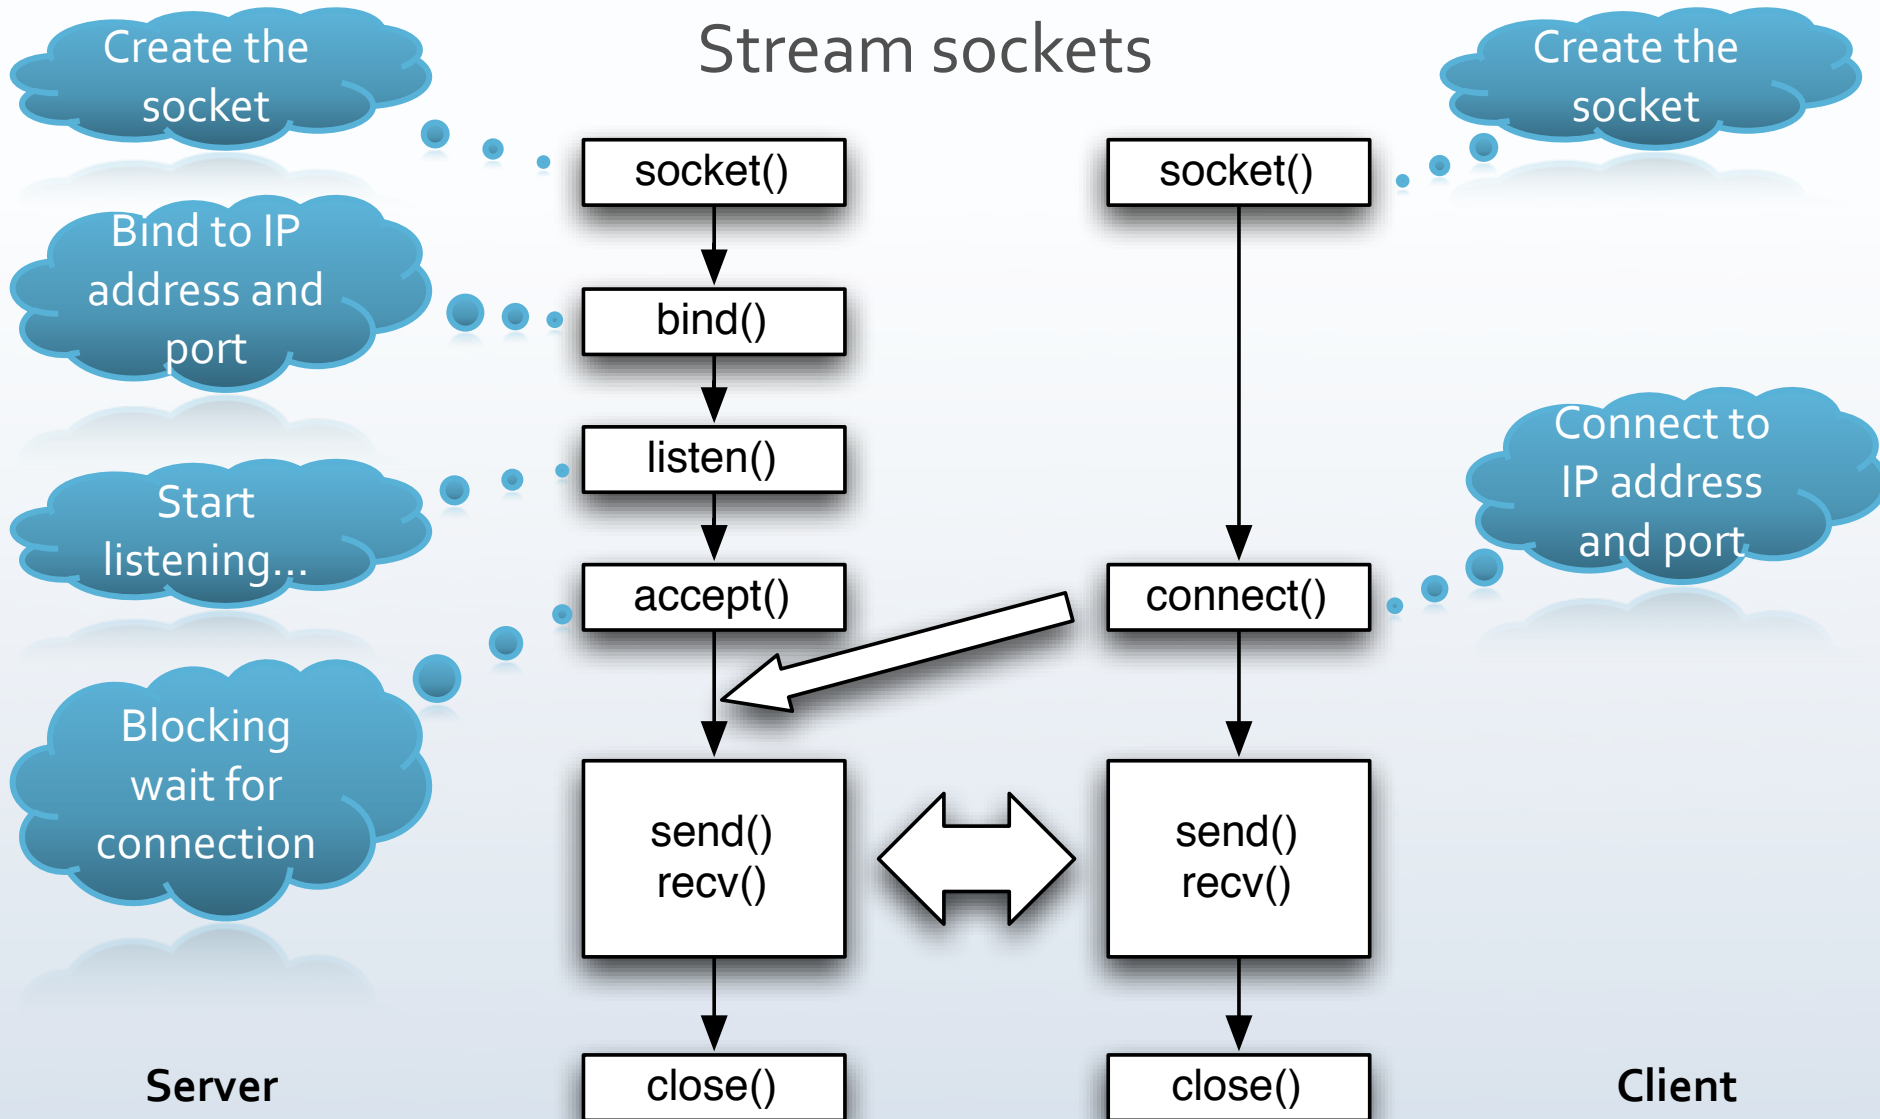 Stream sockets
Create the
socket
Create the
socket
socket()
socket()
Bind to IP
address and
port
bind()
listen()
Connect to
IP address
and port
Start
listening...
accept()
connect()
Blocking
wait for
connection
send()
recv()
send()
recv()
Server
close()
close()
Client